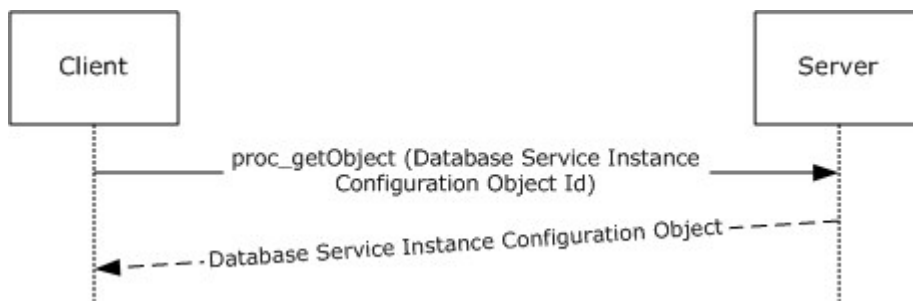 Client
Server
proc_getObject (Database Service Instance
Configuration Object Id)
Database Service Instance Configuration Object